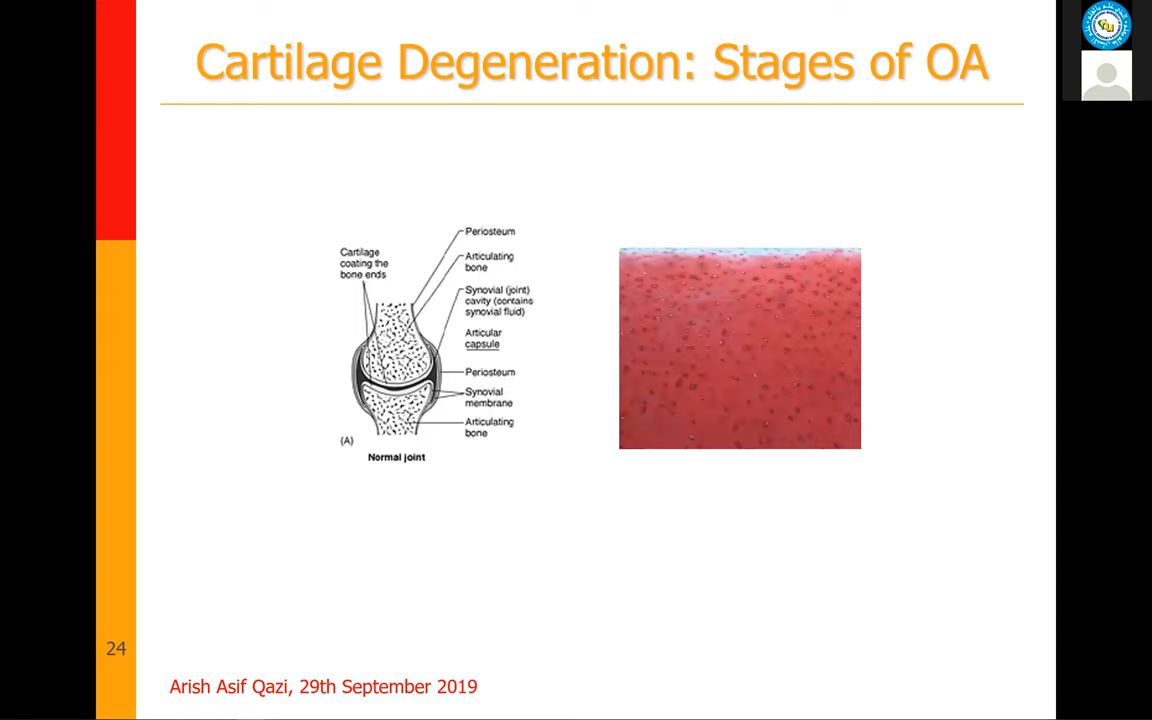 Cartilage Degeneration: Stages of OA
Cartilage
coating the
bone ends
Periosteum
Articulating
bone
Synovial (joint)
cavity (contains
synovial fluid)
Articular
capsule
Periosteum
Synovial
membrane
Articulating
bone
(A)
Normal joint
24
Arish Asif Qazi, 29th September 2019